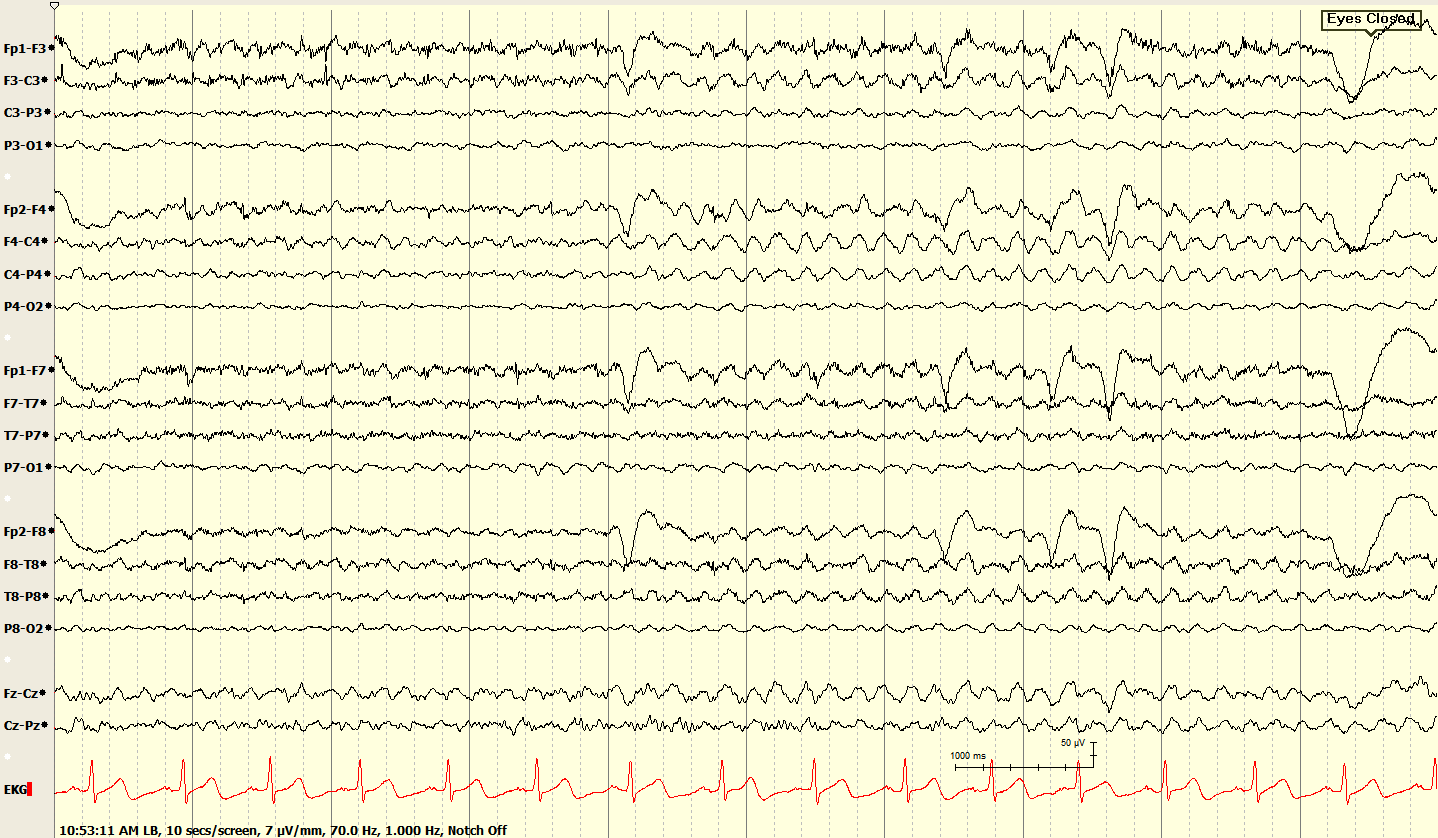 Eyes Closed
Fp1-F3
F3-C3
C3-P3
P3-O1
Fp2-F4
F4-C4
C4-P4
P4-O2
Fp1-F7
F7-T7
T7-P7
P7-O1
Fp2-F8
F8-T8
T8-P8
P8-O2
Fz-Cz
Cz-Pz
50 µV
1000 ms
EKG
10:53:11 AM LB, 10 secs/screen, 7 µV/mm, 70.0 Hz, 1.000 Hz, Notch Off